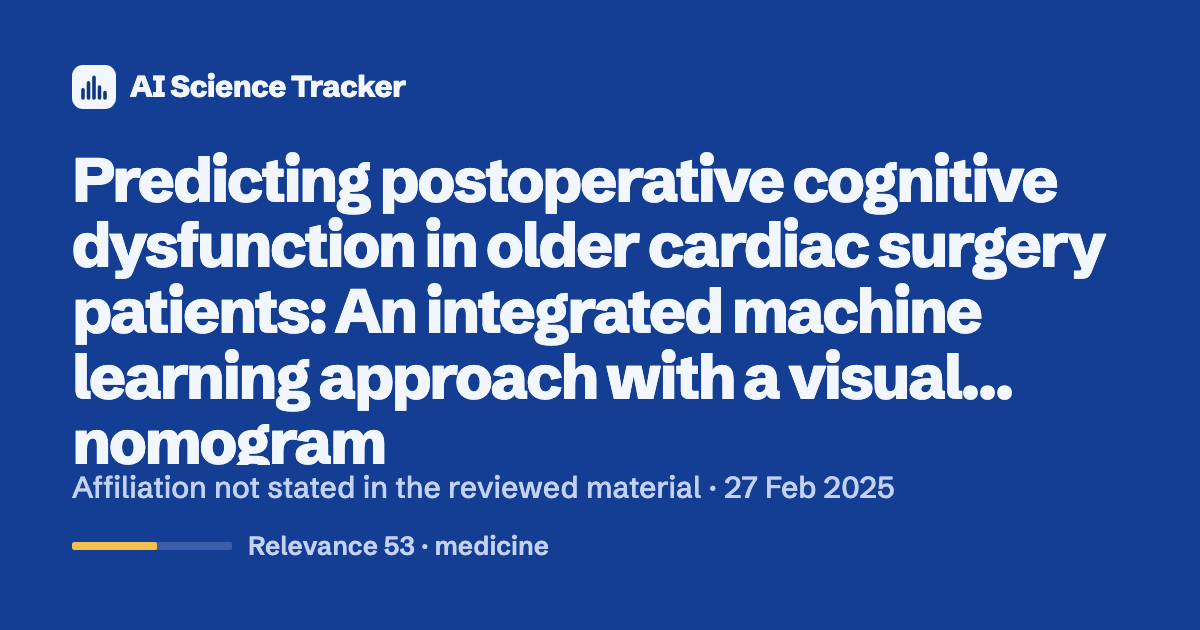 AI Science Tracker
Predicting postoperative cognitive
dysfunction in older cardiac surgery
patients: An integrated machine
learning approach with a visual...
nomogram
Affiliation not stated in the reviewed material · 27 Feb 2025
Relevance 53 · medicine